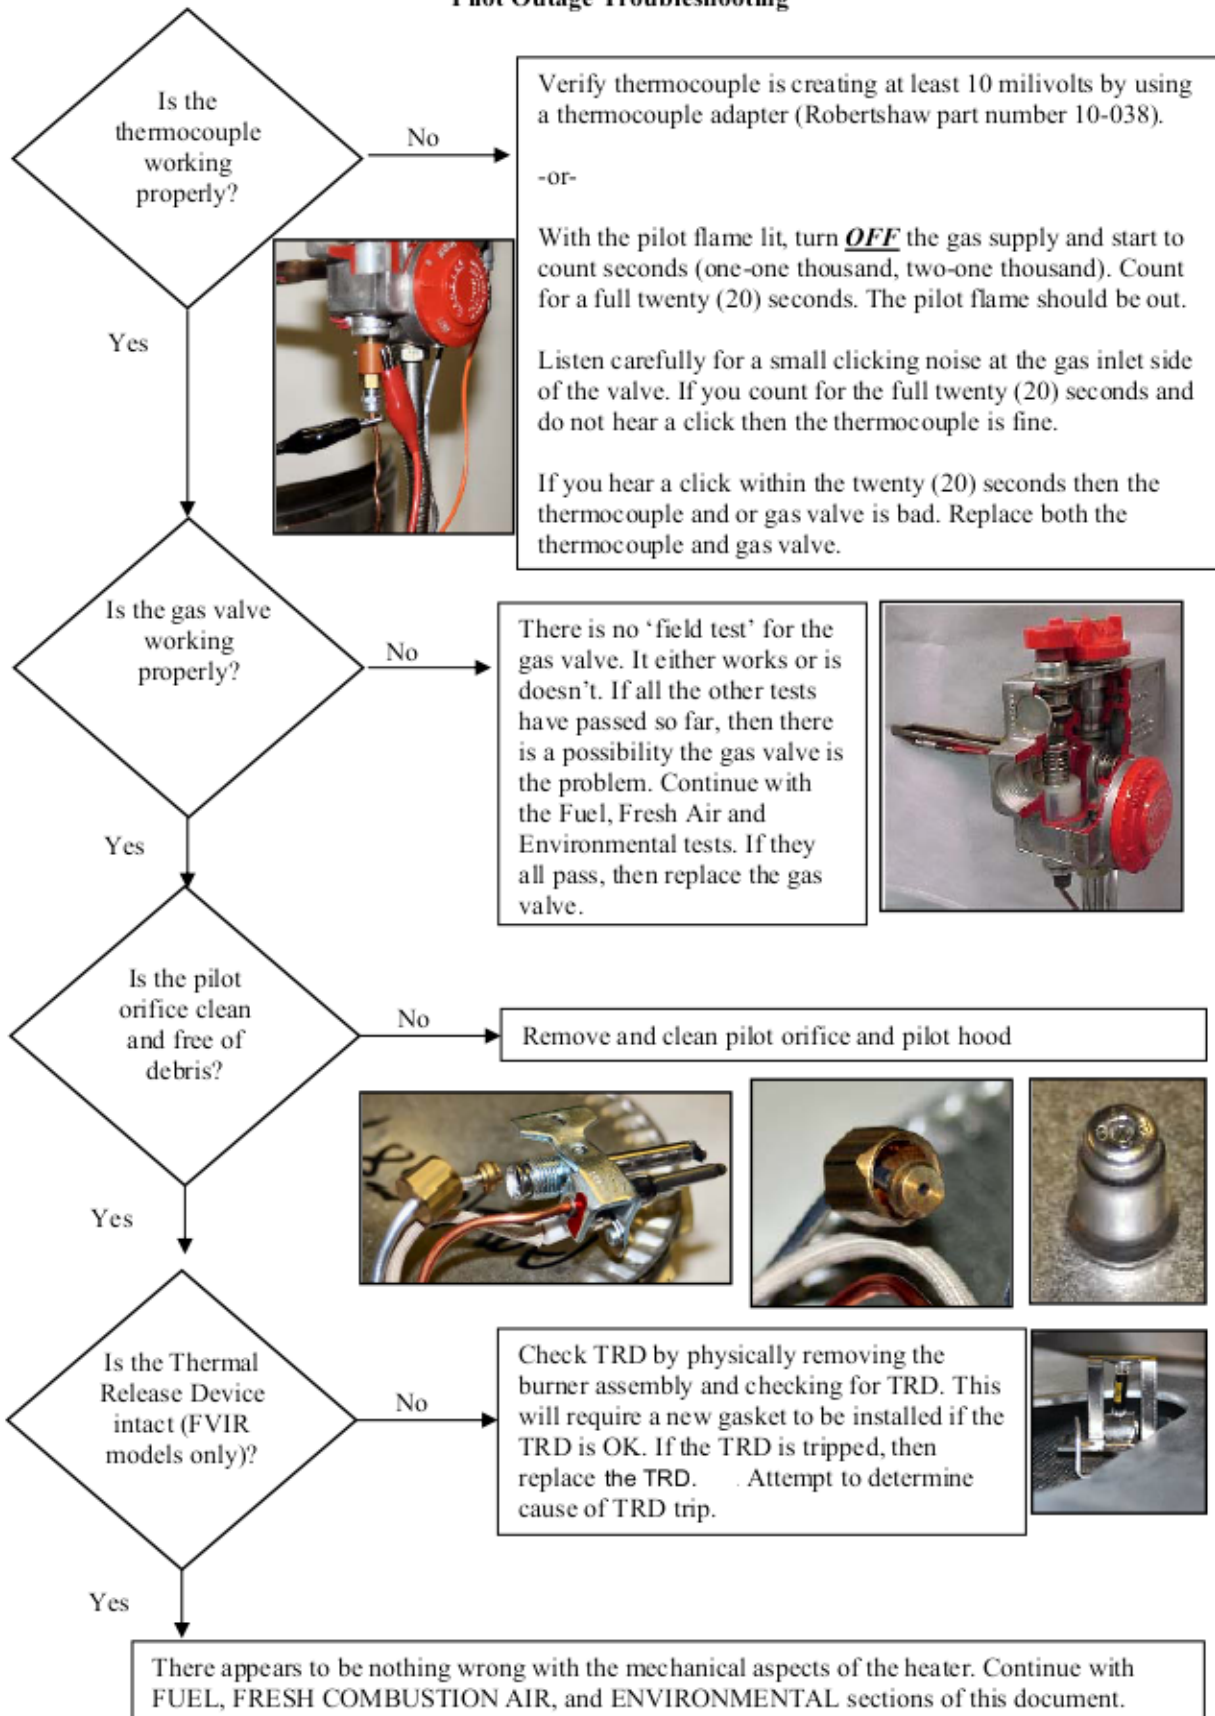 Pilot Outage Troubleshooting
Is the
thermocouple
working
properly?
No
Verify thermocouple is creating at least 10 milivolts by using
a thermocouple adapter (Robertshaw part number 10-038).
-or-
With the pilot flame lit, turn OFF the gas supply and start to
count seconds (one-one thousand, two-one thousand). Count
for a full twenty (20) seconds. The pilot flame should be out.
Listen carefully for a small clicking noise at the gas inlet side
of the valve. If you count for the full twenty (20) seconds and
do not hear a click then the thermocouple is fine.
If you hear a click within the twenty (20) seconds then the
thermocouple and or gas valve is bad. Replace both the
thermocouple and gas valve.
Yes
Is the gas valve
working
properly?
No
There is no ‘field test’ for the
gas valve. It either works or is
doesn’t. If all the other tests
have passed so far, then there
is a possibility the gas valve is
the problem. Continue with
the Fuel, Fresh Air and
Environmental tests. If they
all pass, then replace the gas
valve.
Yes
Is the pilot
orifice clean
and free of
debris?
No
Remove and clean pilot orifice and pilot hood
Yes
Is the Thermal
Release Device
intact (FVIR
models only)?
No
Check TRD by physically removing the
burner assembly and checking for TRD. This
will require a new gasket to be installed if the
TRD is OK. If the TRD is tripped, then
replace the TRD. . Attempt to determine
cause of TRD trip.
Yes
There appears to be nothing wrong with the mechanical aspects of the heater. Continue with
FUEL, FRESH COMBUSTION AIR, and ENVIRONMENTAL sections of this document.